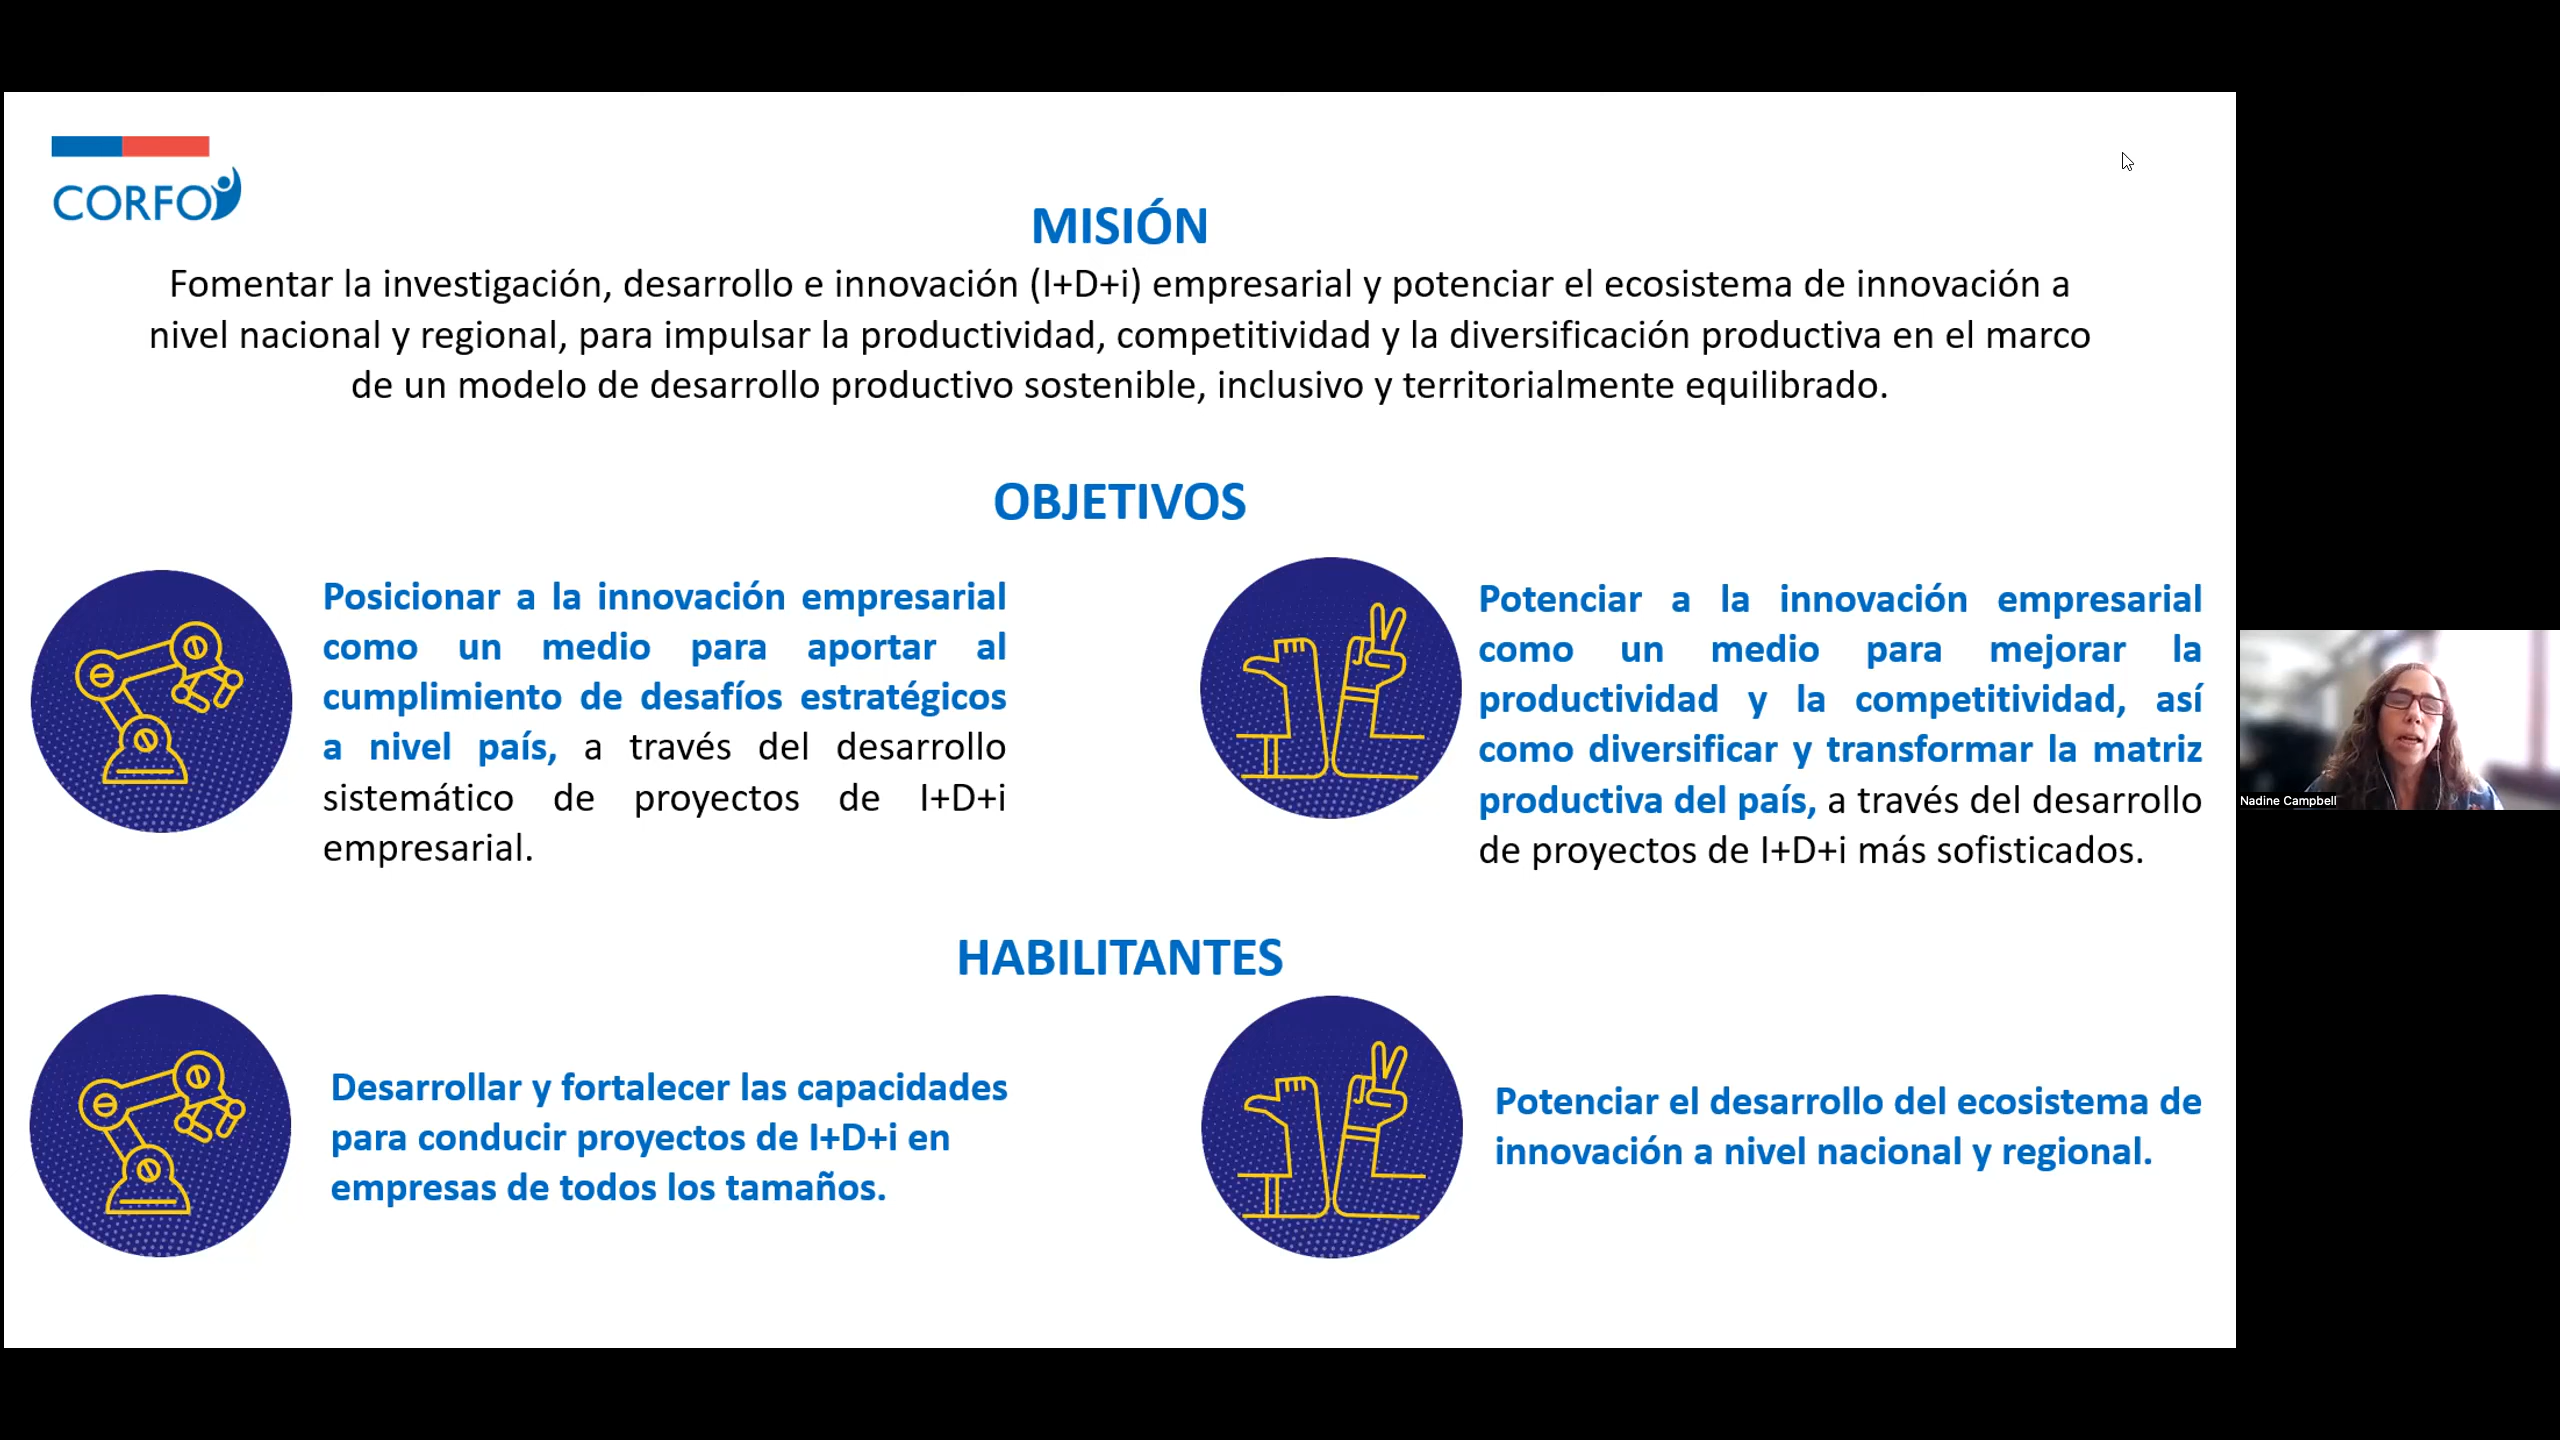 CORFO
MISIÓN
Fomentar la investigación, desarrollo e innovación (I+D+i) empresarial y potenciar el ecosistema de innovación a
nivel nacional y regional, para impulsar la productividad, competitividad y la diversificación productiva en el marco
de un modelo de desarrollo productivo sostenible, inclusivo y territorialmente equilibrado.
OBJETIVOS
Posicionar a la innovación empresarial
como un medio para aportar al
cumplimiento de desafíos estratégicos
a nivel país, a través del desarrollo
sistemático de proyectos de I+D+i
empresarial.
Potenciar a la innovación empresarial
como un medio para mejorar la
productividad y la competitividad, así
como diversificar y transformar la matriz
productiva del país, a través del desarrollo
de proyectos de I+D+i más sofisticados.
Nadine Campbell
HABILITANTES
Desarrollar y fortalecer las capacidades
para conducir proyectos de I+D+i en
empresas de todos los tamaños.
Potenciar el desarrollo del ecosistema de
innovación a nivel nacional y regional.